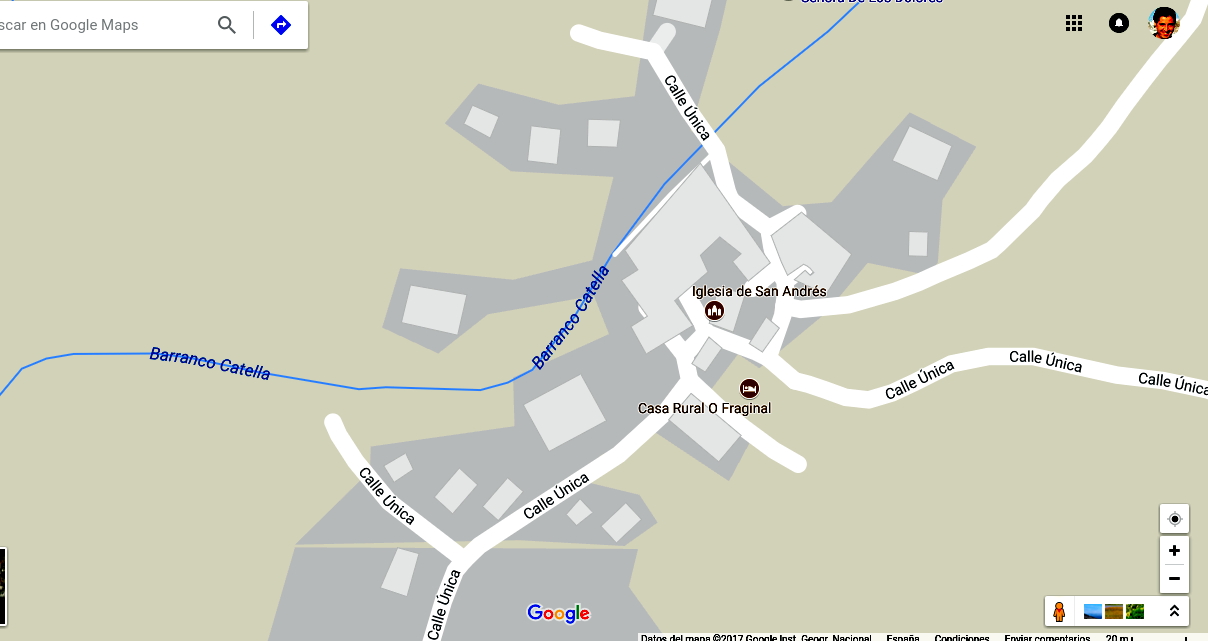 scar en Google Maps
Señora De Los Dolores
Calle Única
Barranco Catella
Iglesia de San Andrés
Barranco Catella
Calle Única
Calle Única
Calle Única
Calle Única
Casa Rural O Fraginal
Calle Única
Calle Única
Calle Única
Google
Datos del mapa ©2017 Google Inst. Geogr. Nacional España Condiciones Enviar comentarios 20 m